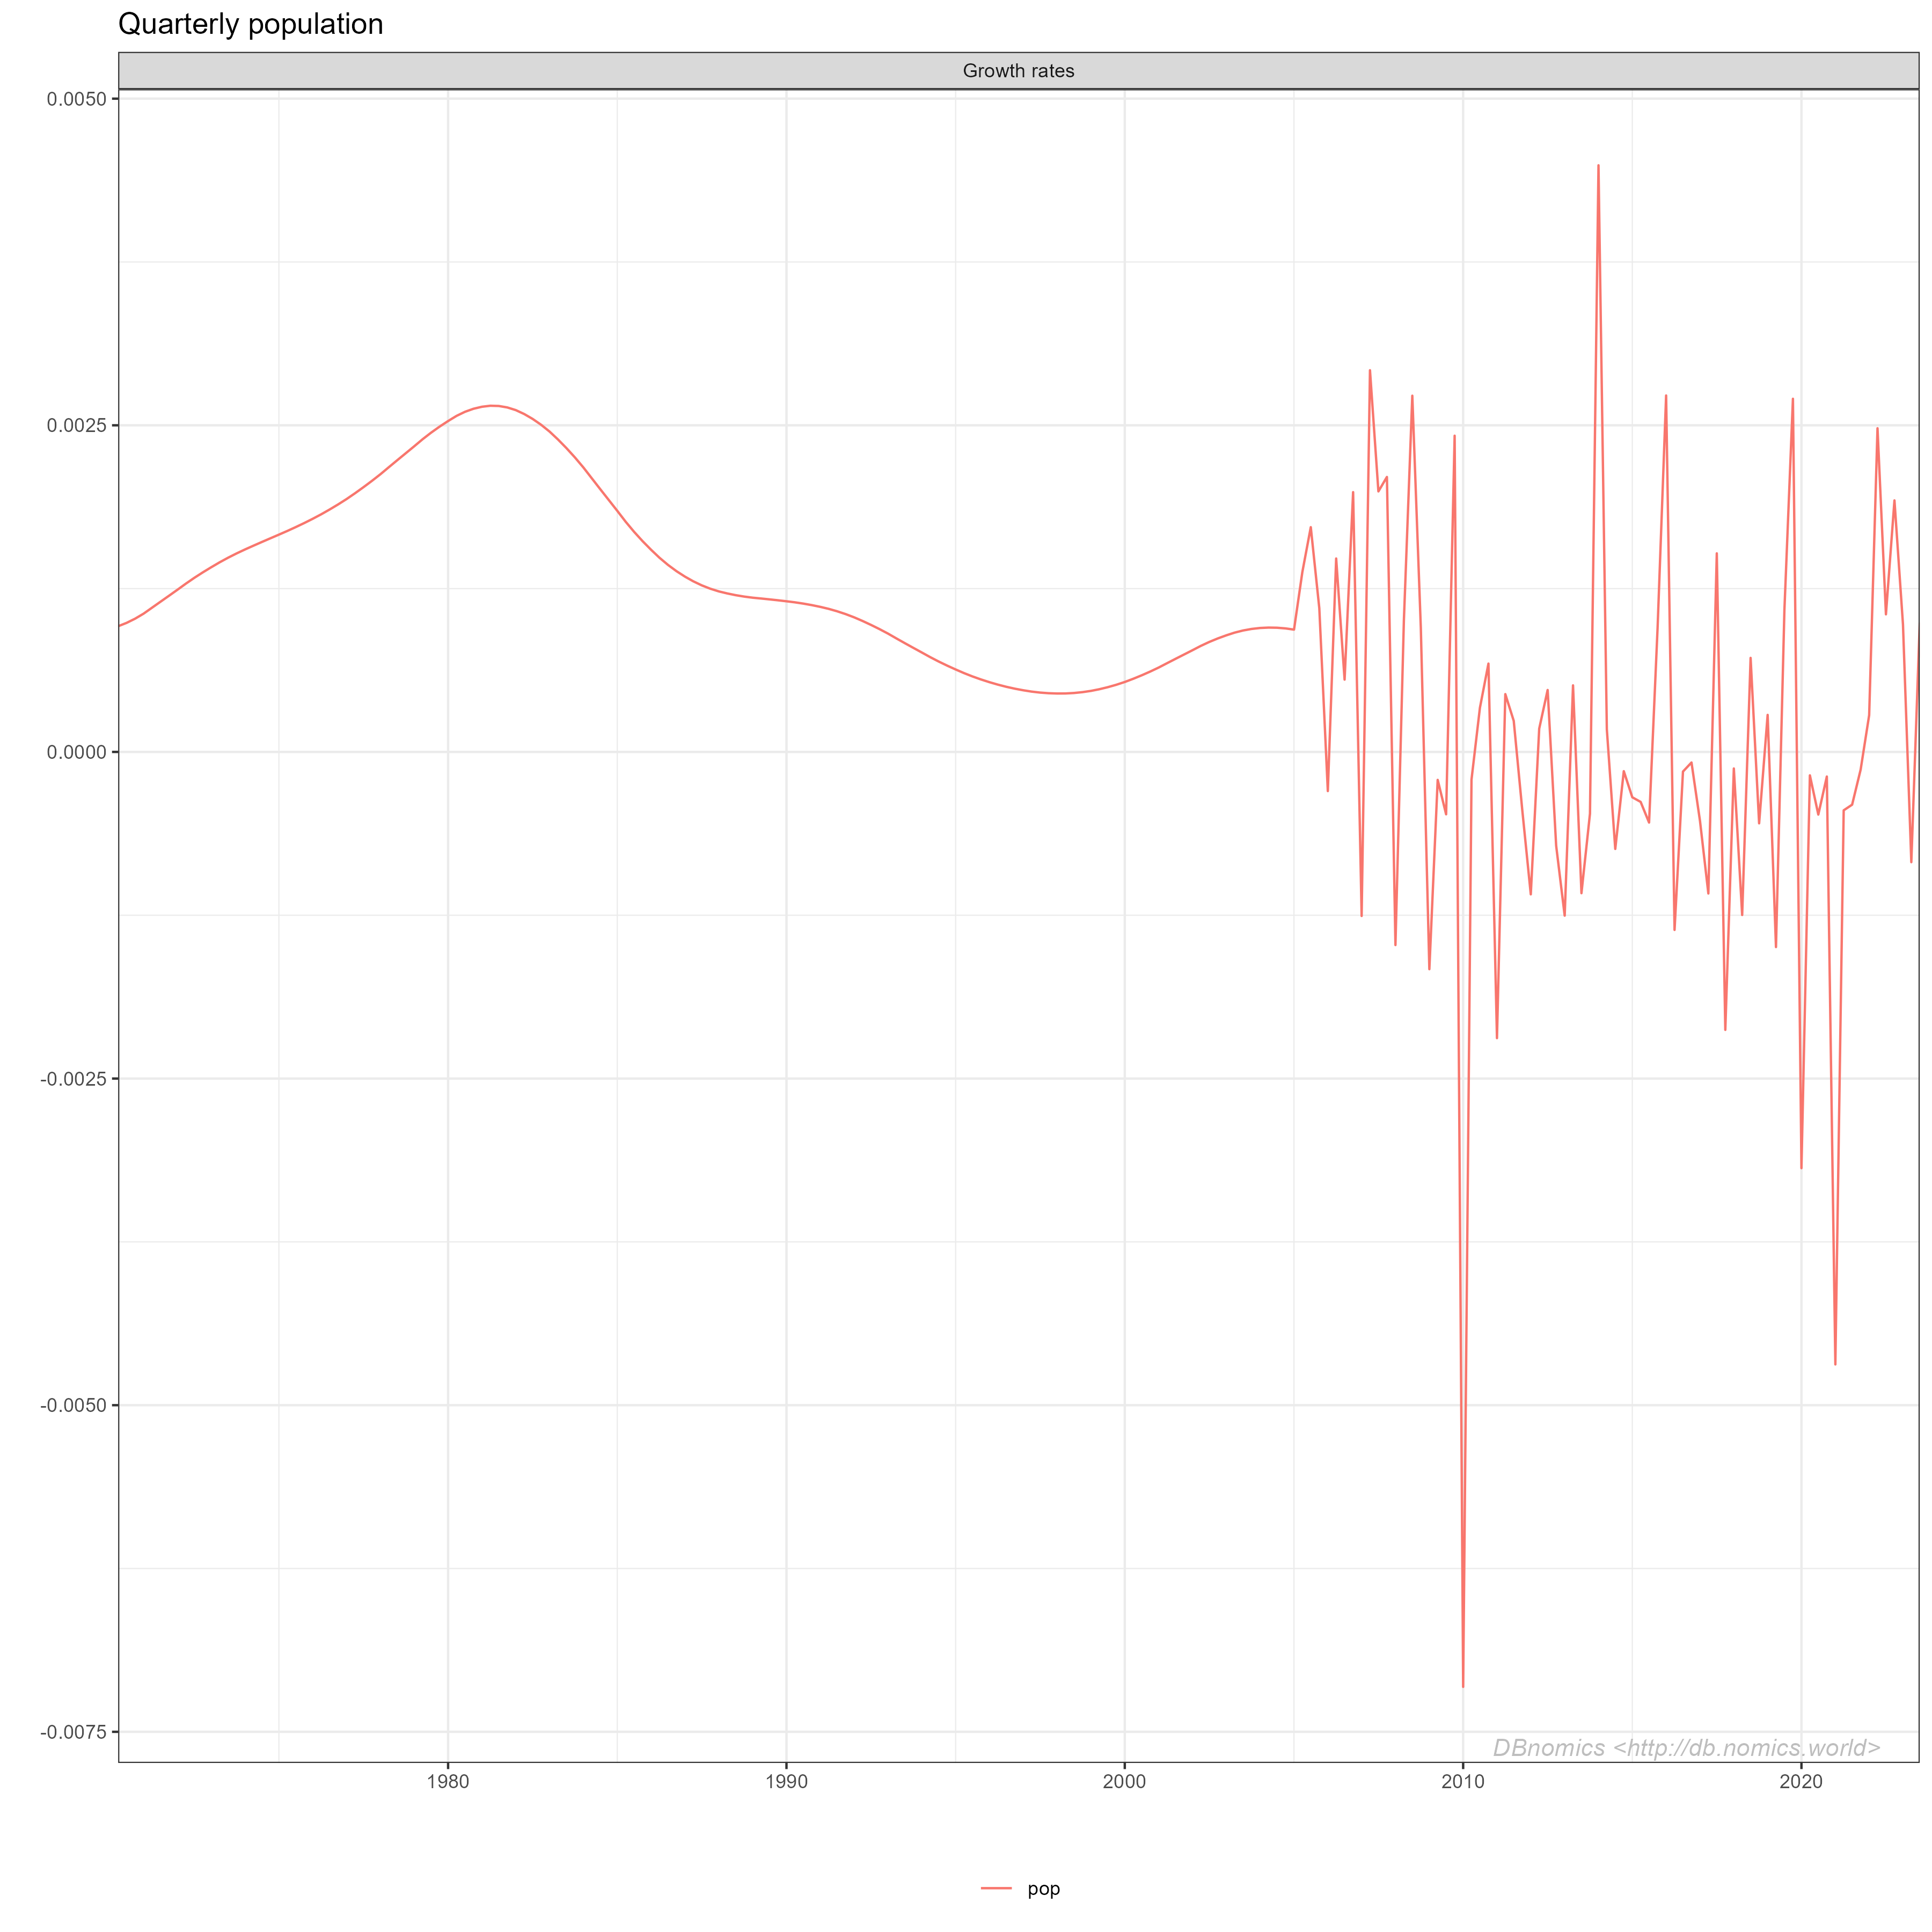 Quarterly population
Growth rates
0.0050
0.0025
0.0000
-0.0025
-0.0050
-0.0075
DBnomics <http://db.nomics.world>
1980
1990
2000
2010
2020
pop